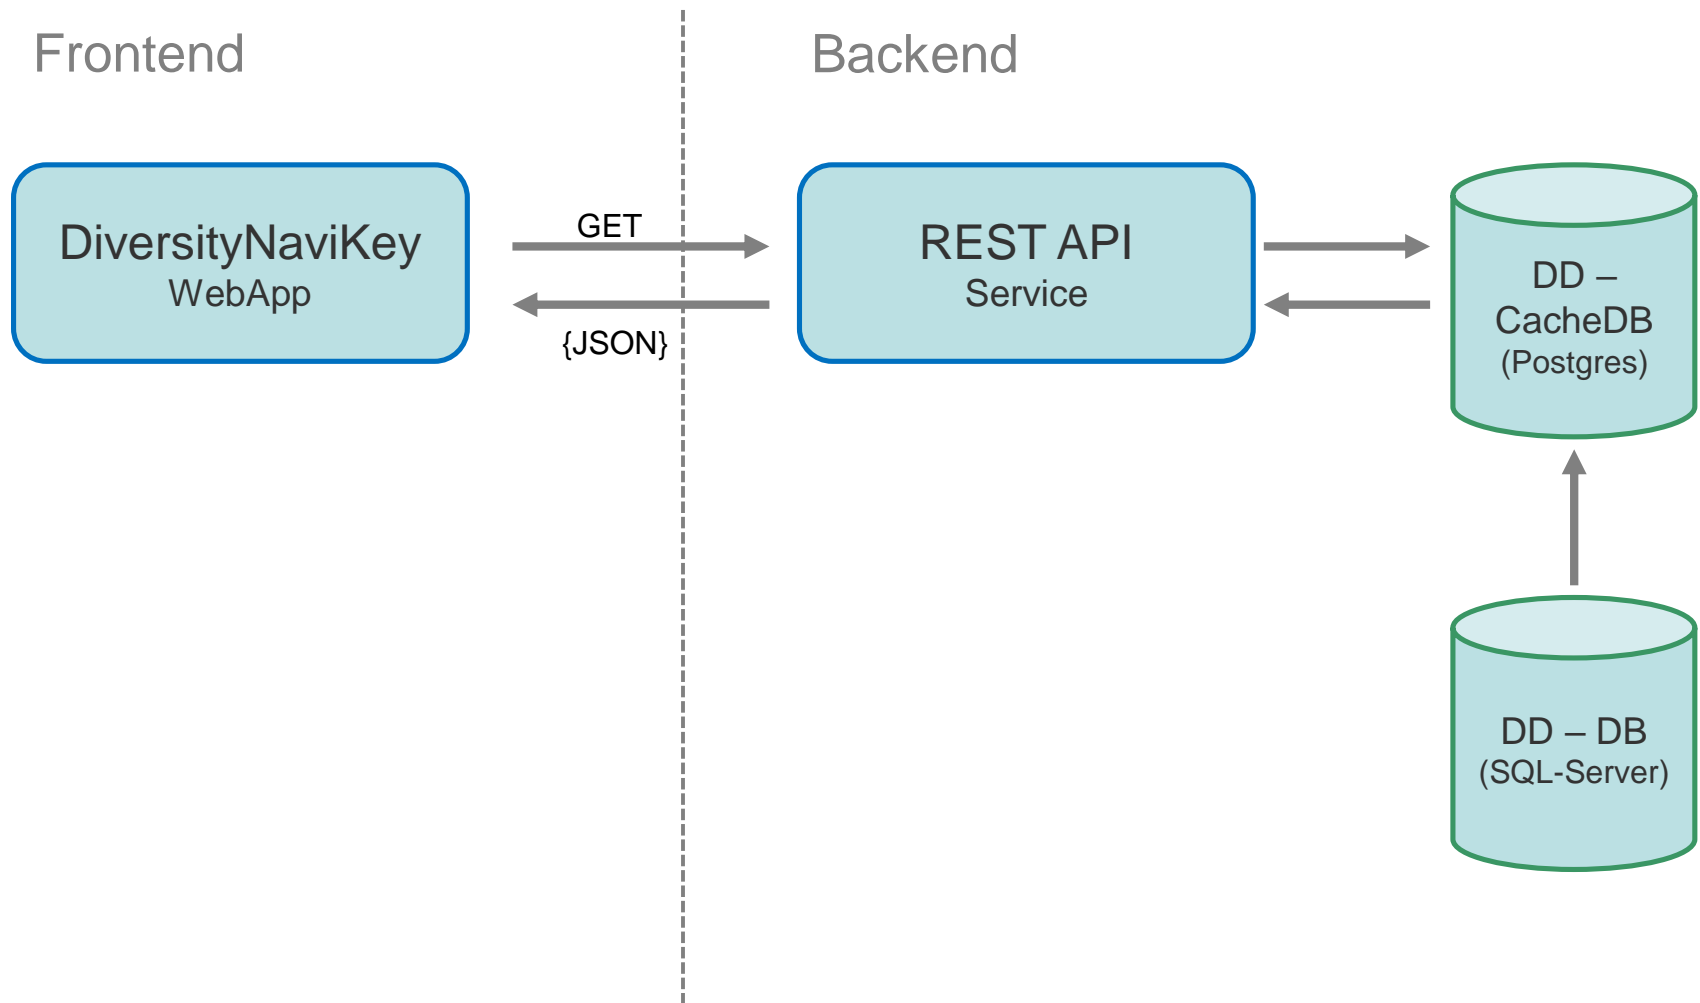 Frontend
Backend
DiversityNaviKey
WebApp
GET
{JSON}
REST API
Service
DD –
CacheDB
(Postgres)
DD – DB
(SQL-Server)